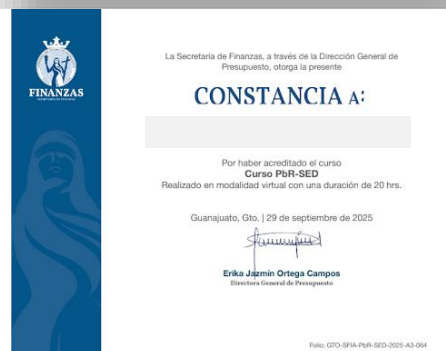 La Secretaría de Finanzas, a través de la Dirección General de
Presupuesto, otorga la presente
FINANZAS
CONSTANCIA A:
Por haber acreditado el curso
Curso PbR-SED
Realizado en modalidad virtual con una duración de 20 hrs.
Guanajuato, Gto. | 29 de septiembre de 2025
Erika Jazmín Ortega Campos
Directora General de Presupuesto
Folio: GTO-SFIA-PbR-SED-2025-A3-064